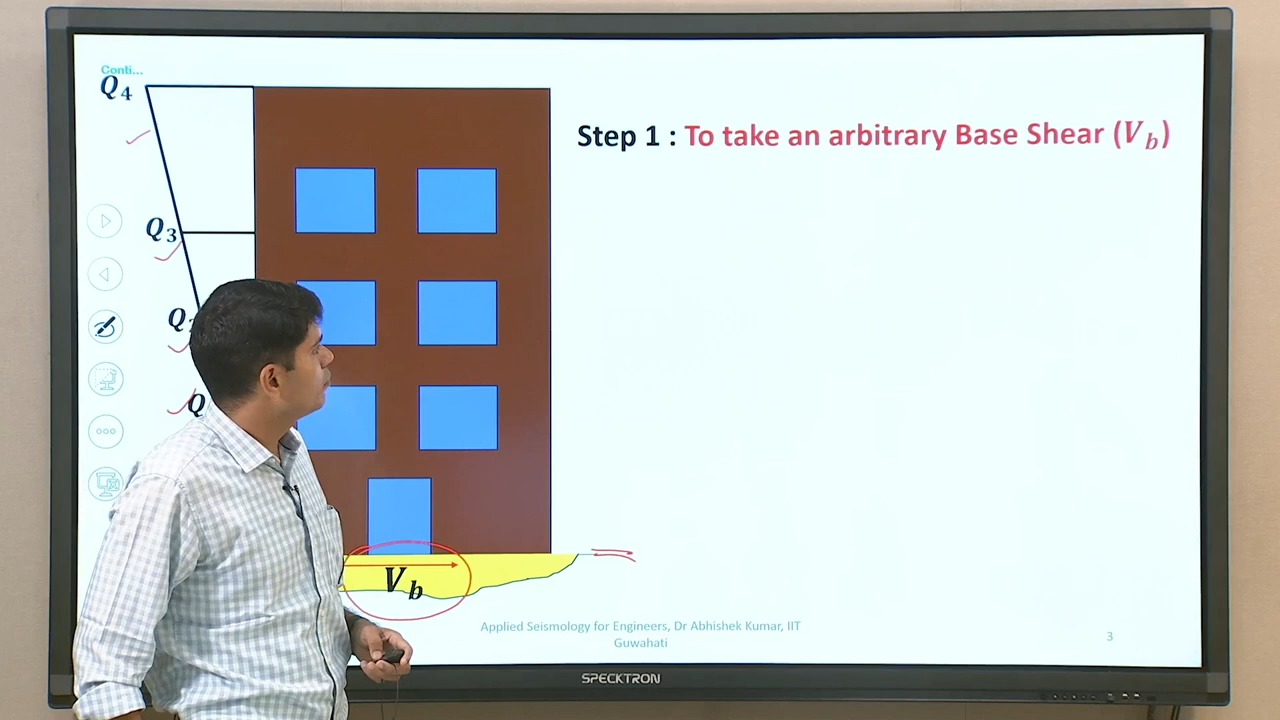 Conti...
Q4
Step 1 : To take an arbitrary Base Shear (Vb)
Q3
Q
Q
Vb
Applied Seismology for Engineers, Dr Abhishek Kumar, IIT
Guwahati
3
SPECKTRON